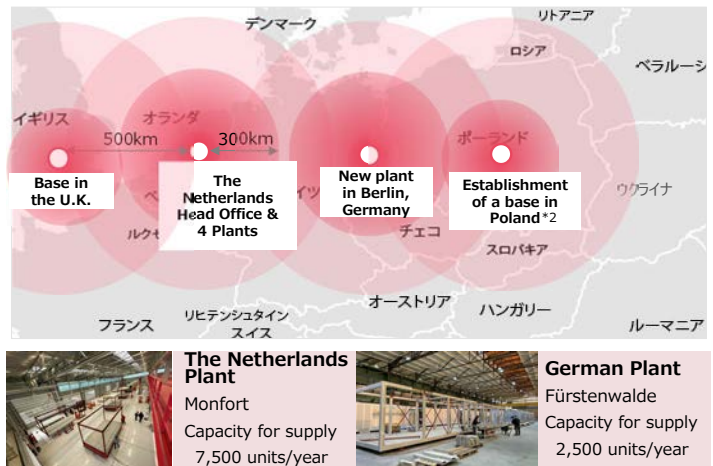 デンマーク
リトアニア
ロシア
ベラルーシ
イギリス
オランダ
500km
300km
ポーランド
Base in
the U.K.
The
Netherlands
Head Office &
4 Plants
New plant
in Berlin,
Germany
Establishment
of a base in
Poland*2
ウクライナ
チェコ
スロバキア
オーストリア
ハンガリー
フランス
リヒテンシュタイン
スイス
ルーマニア
The Netherlands
Plant
Monfort
Capacity for supply
7,500 units/year
German Plant
Fürstenwalde
Capacity for supply
2,500 units/year